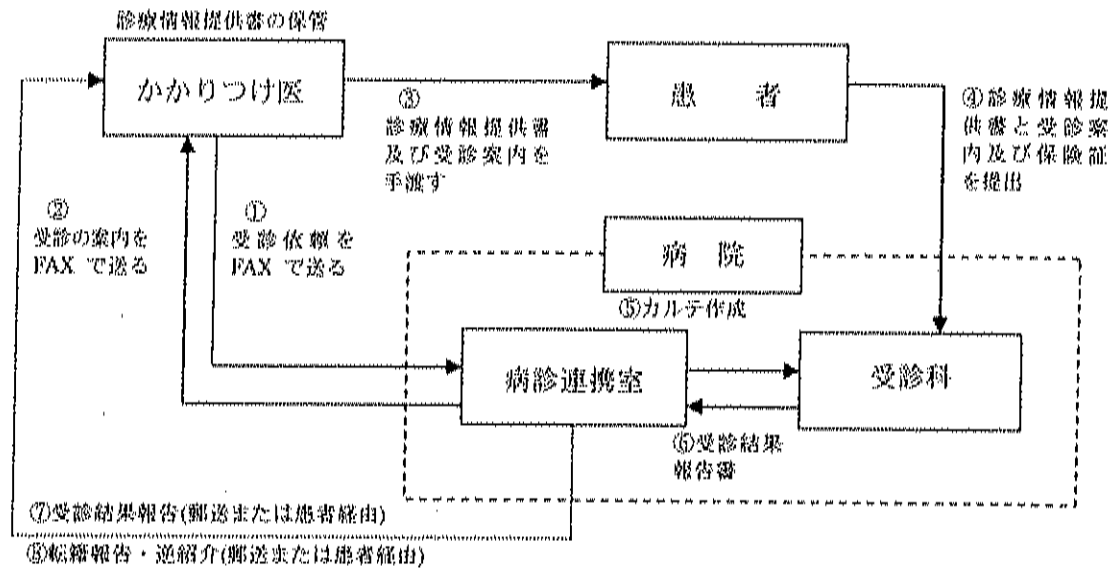 診療情報提供書の保管
かかりつけ医
患　者
③
診療情報提供書
及び受診案内を
手渡す
④診療情報提
供書と受診案
内及び保険証
を提出
②
受診の案内を
FAX で送る
①
受診依頼を
FAX で送る
病　院
⑤カルテ作成
病診連携室
受診科
⑥受診結果
報告書
⑦受診結果報告(郵送または患者経由)
⑧転籍報告・逆紹介(郵送または患者経由)